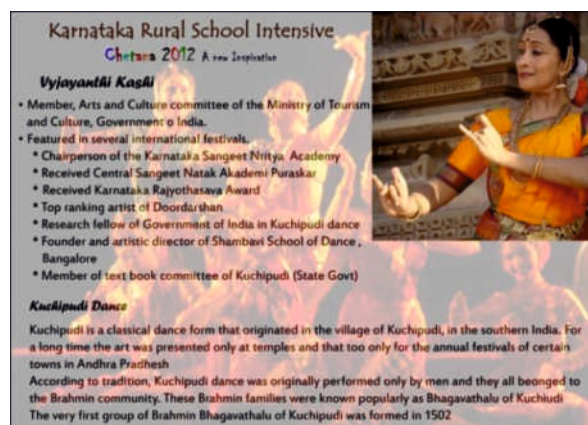 Karnataka Rural School Intensive
Chetana 2012 A new Inspiration
Vyjayanthi Kashi
• Member, Arts and Culture committee of the Ministry of Tourism
and Culture, Government o India.
• Featured in several international festivals.
* Chairperson of the Karnataka Sangeet Nritya Academy
* Received Central Sangeet Natak Akademi Puraskar
* Received Karnataka Rajyothasava Award
* Top ranking artist of Doordarshan
* Research fellow of Government of India in Kuchipudi dance
* Founder and artistic director of Shambavi School of Dance ,
Bangalore
* Member of text book committee of Kuchipudi (State Govt)
Kuchipudi Dance
Kuchipudi is a classical dance form that originated in the village of Kuchipudi, in the southern India. For
a long time the art was presented only at temples and that too only for the annual festivals of certain
towns in Andhra Pradhesh
According to tradition, Kuchipudi dance was originally performed only by men and they all beonged to
the Brahmin community. These Brahmin families were known popularly as Bhagavathalu of Kuchiudi
The very first group of Brahmin Bhagavathalu of Kuchipudi was formed in 1502